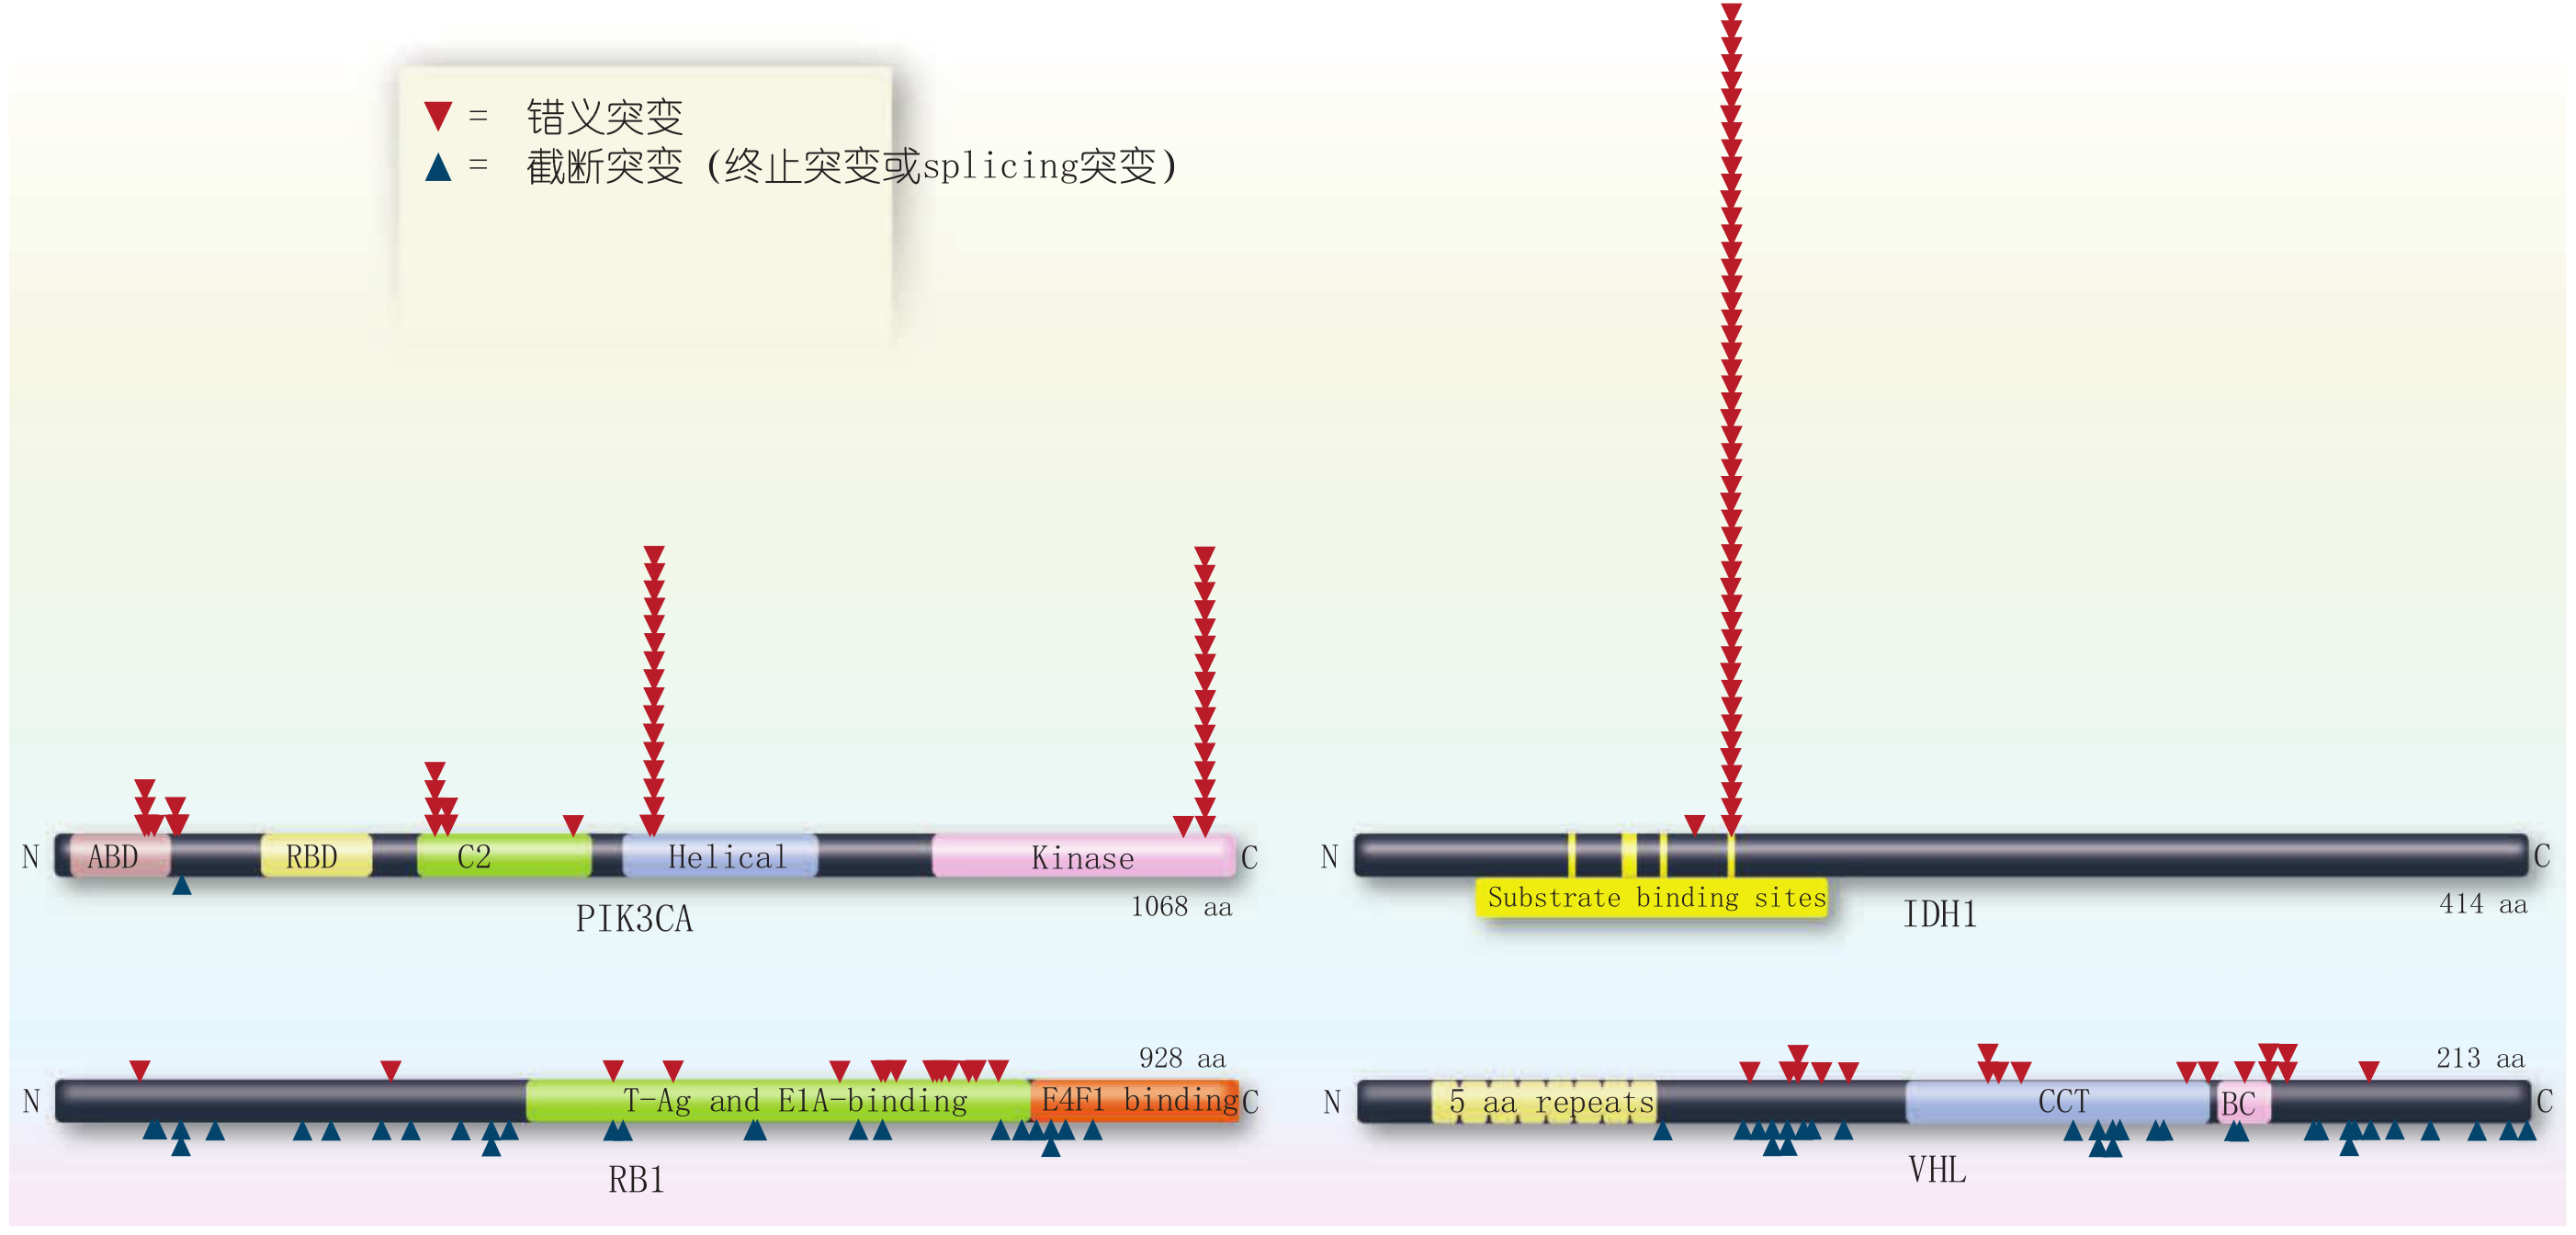 = 错义突变
= 截断突变 (终止突变或splicing突变)
N ABD RBD C2 Helical Kinase C
1068 aa
PIK3CA
N C
Substrate binding sites
414 aa
IDH1
928 aa
N T-Ag and E1A-binding E4F1 binding C
RB1
213 aa
N 5 aa repeats CCT BC C
VHL